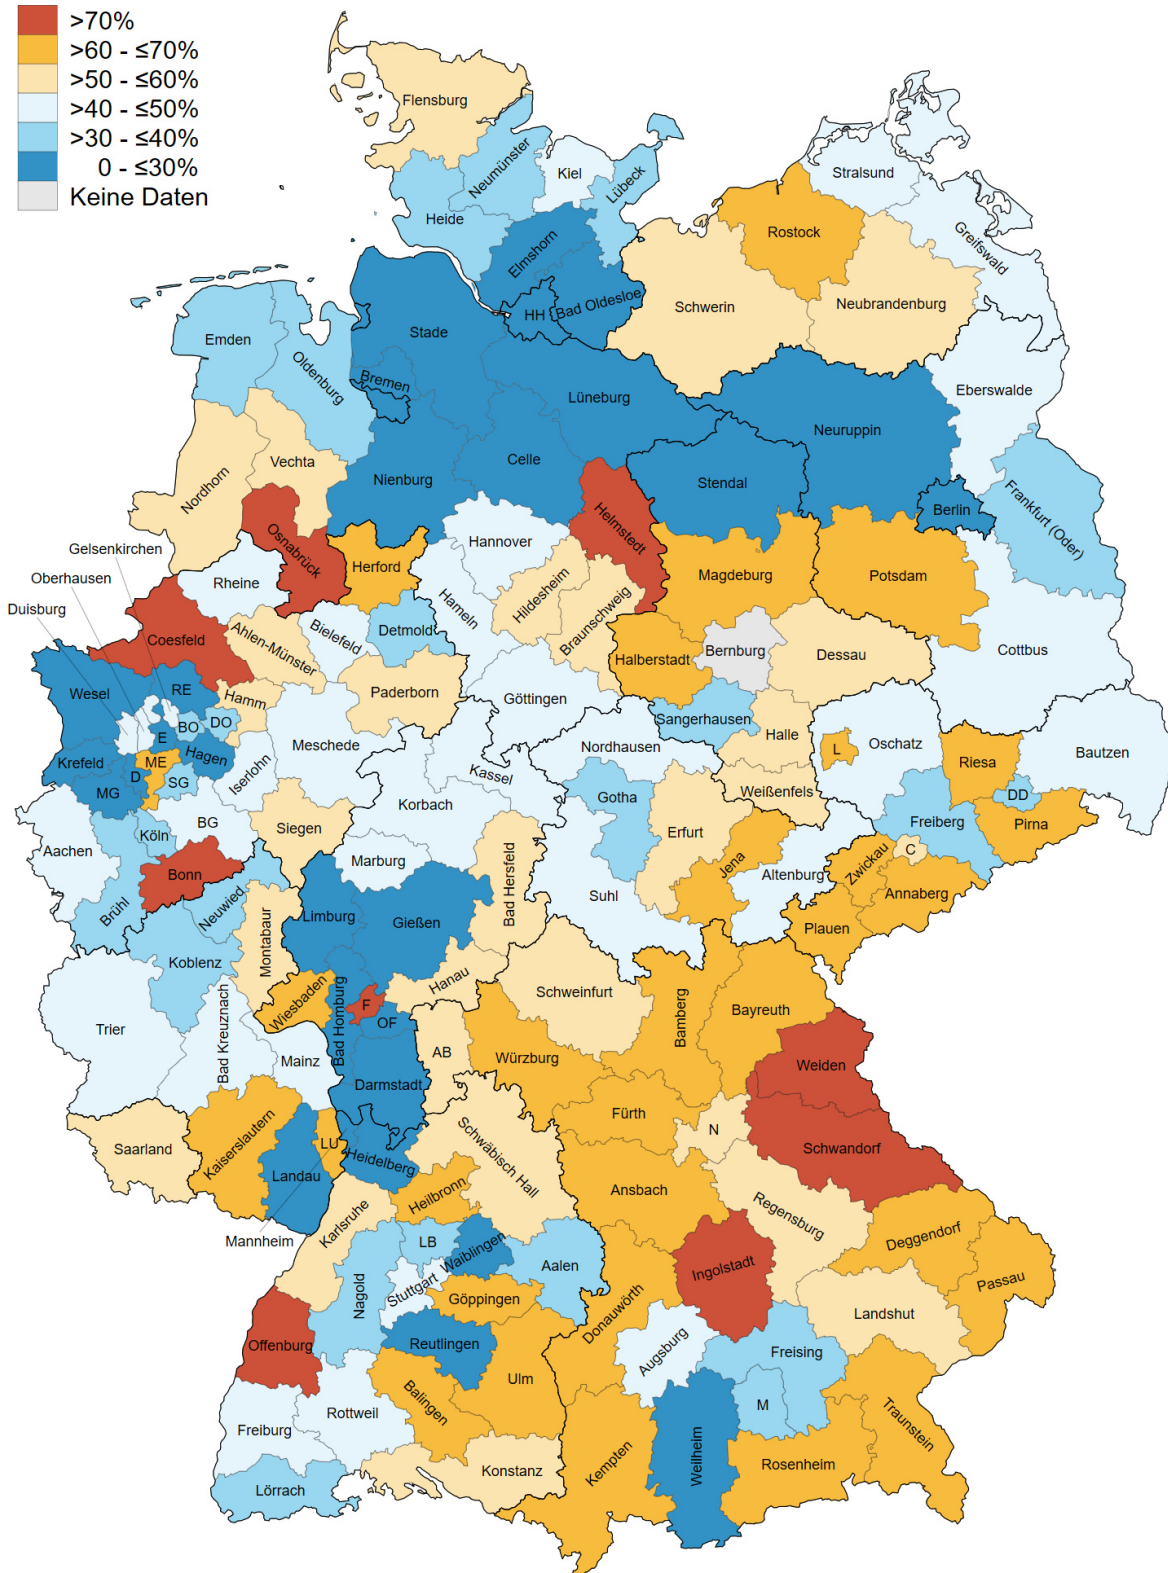 >70%
>60 - ≤70%
>50 - ≤60%
>40 - ≤50%
>30 - ≤40%
0 - ≤30%
Keine Daten
Flensburg
Neumünster
Kiel
Lübeck
Heide
Stralsund
Rostock
Greifswald
Elmshorn
Bad Oldesloe
HH
Schwerin
Neubrandenburg
Emden
Oldenburg
Stade
Bremen
Lüneburg
Eberswalde
Neuruppin
Nordhorn
Vechta
Nienburg
Celle
Stendal
Berlin
Frankfurt (Oder)
Osnabrück
Helmstedt
Hannover
Gelsenkirchen
Oberhausen
Duisburg
Rheine
Herford
Hameln
Hildesheim
Braunschweig
Magdeburg
Potsdam
Coesfeld
Ahlen-Münster
Bielefeld
Detmold
Halberstadt
Bernburg
Dessau
Cottbus
Wesel
RE
Hamm
Paderborn
Göttingen
BO
DO
E
Hagen
Sangerhausen
Halle
Meschede
Nordhausen
L
Oschatz
Riesa
Bautzen
Krefeld
ME
D
SG
MG
Iserlohn
Kassel
Korbach
Gotha
Weißenfels
DD
Freiberg
Pirna
BG
Köln
Aachen
Siegen
Marburg
Bad Hersfeld
Erfurt
Jena
Altenburg
Zwickau
C
Annaberg
Bonn
Brühl
Neuwied
Suhl
Plauen
Limburg
Gießen
Montabaur
Koblenz
Hanau
Schweinfurt
Bamberg
Bayreuth
Wiesbaden
Bad Homburg
F
OF
Trier
Bad Kreuznach
Mainz
AB
Würzburg
Weiden
Darmstadt
Fürth
N
Schwandorf
Saarland
Kaiserslautern
LU
Landau
Heidelberg
Schwäbisch Hall
Mannheim
Karlsruhe
Heilbronn
Ansbach
Regensburg
Deggendorf
LB
Waiblingen
Aalen
Ingolstadt
Passau
Nagold
Stuttgart
Göppingen
Donauwörth
Landshut
Offenburg
Reutlingen
Augsburg
Freising
Ulm
Balingen
Freiburg
Rottweil
M
Traunstein
Lörrach
Konstanz
Kempten
Weilheim
Rosenheim